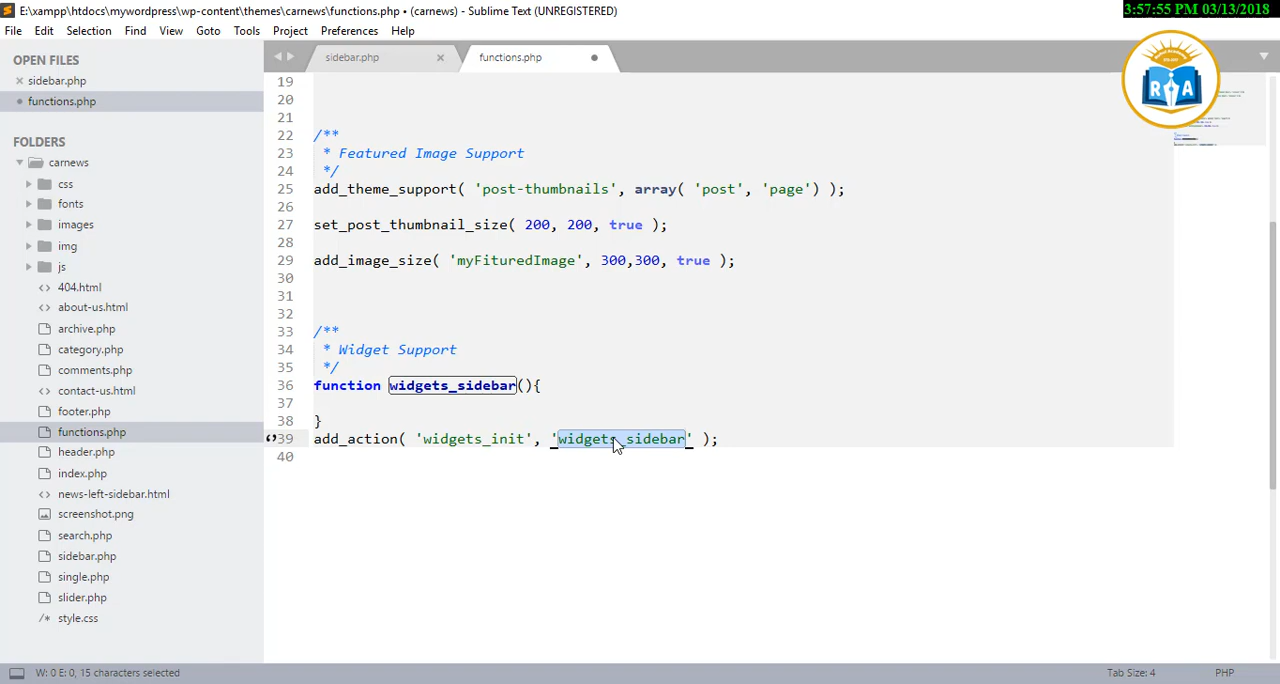 E:\xampp\htdocs\mywordpress\wp-content\themes\carnews\functions.php • (carnews) - Sublime Text (UNREGISTERED)
3:57:55 PM 03/13/2018
File Edit Selection Find View Goto Tools Project Preferences Help
OPEN FILES
sidebar.php
functions.php
FOLDERS
carnews
css
fonts
images
img
js
404.html
about-us.html
archive.php
category.php
comments.php
contact-us.html
footer.php
functions.php
header.php
index.php
news-left-sidebar.html
screenshot.png
search.php
sidebar.php
single.php
slider.php
style.css
sidebar.php functions.php
19
20
21
22 /**
23 * Featured Image Support
24 */
25 add_theme_support( 'post-thumbnails', array( 'post', 'page') );
26
27 set_post_thumbnail_size( 200, 200, true );
28
29 add_image_size( 'myFituredImage', 300,300, true );
30
31
32
33 /**
34 * Widget Support
35 */
36 function widgets_sidebar(){
37
38 }
39 add_action( 'widgets_init', 'widgets_sidebar' );
40
R A
W: 0 E: 0, 15 characters selected
Tab Size: 4 PHP